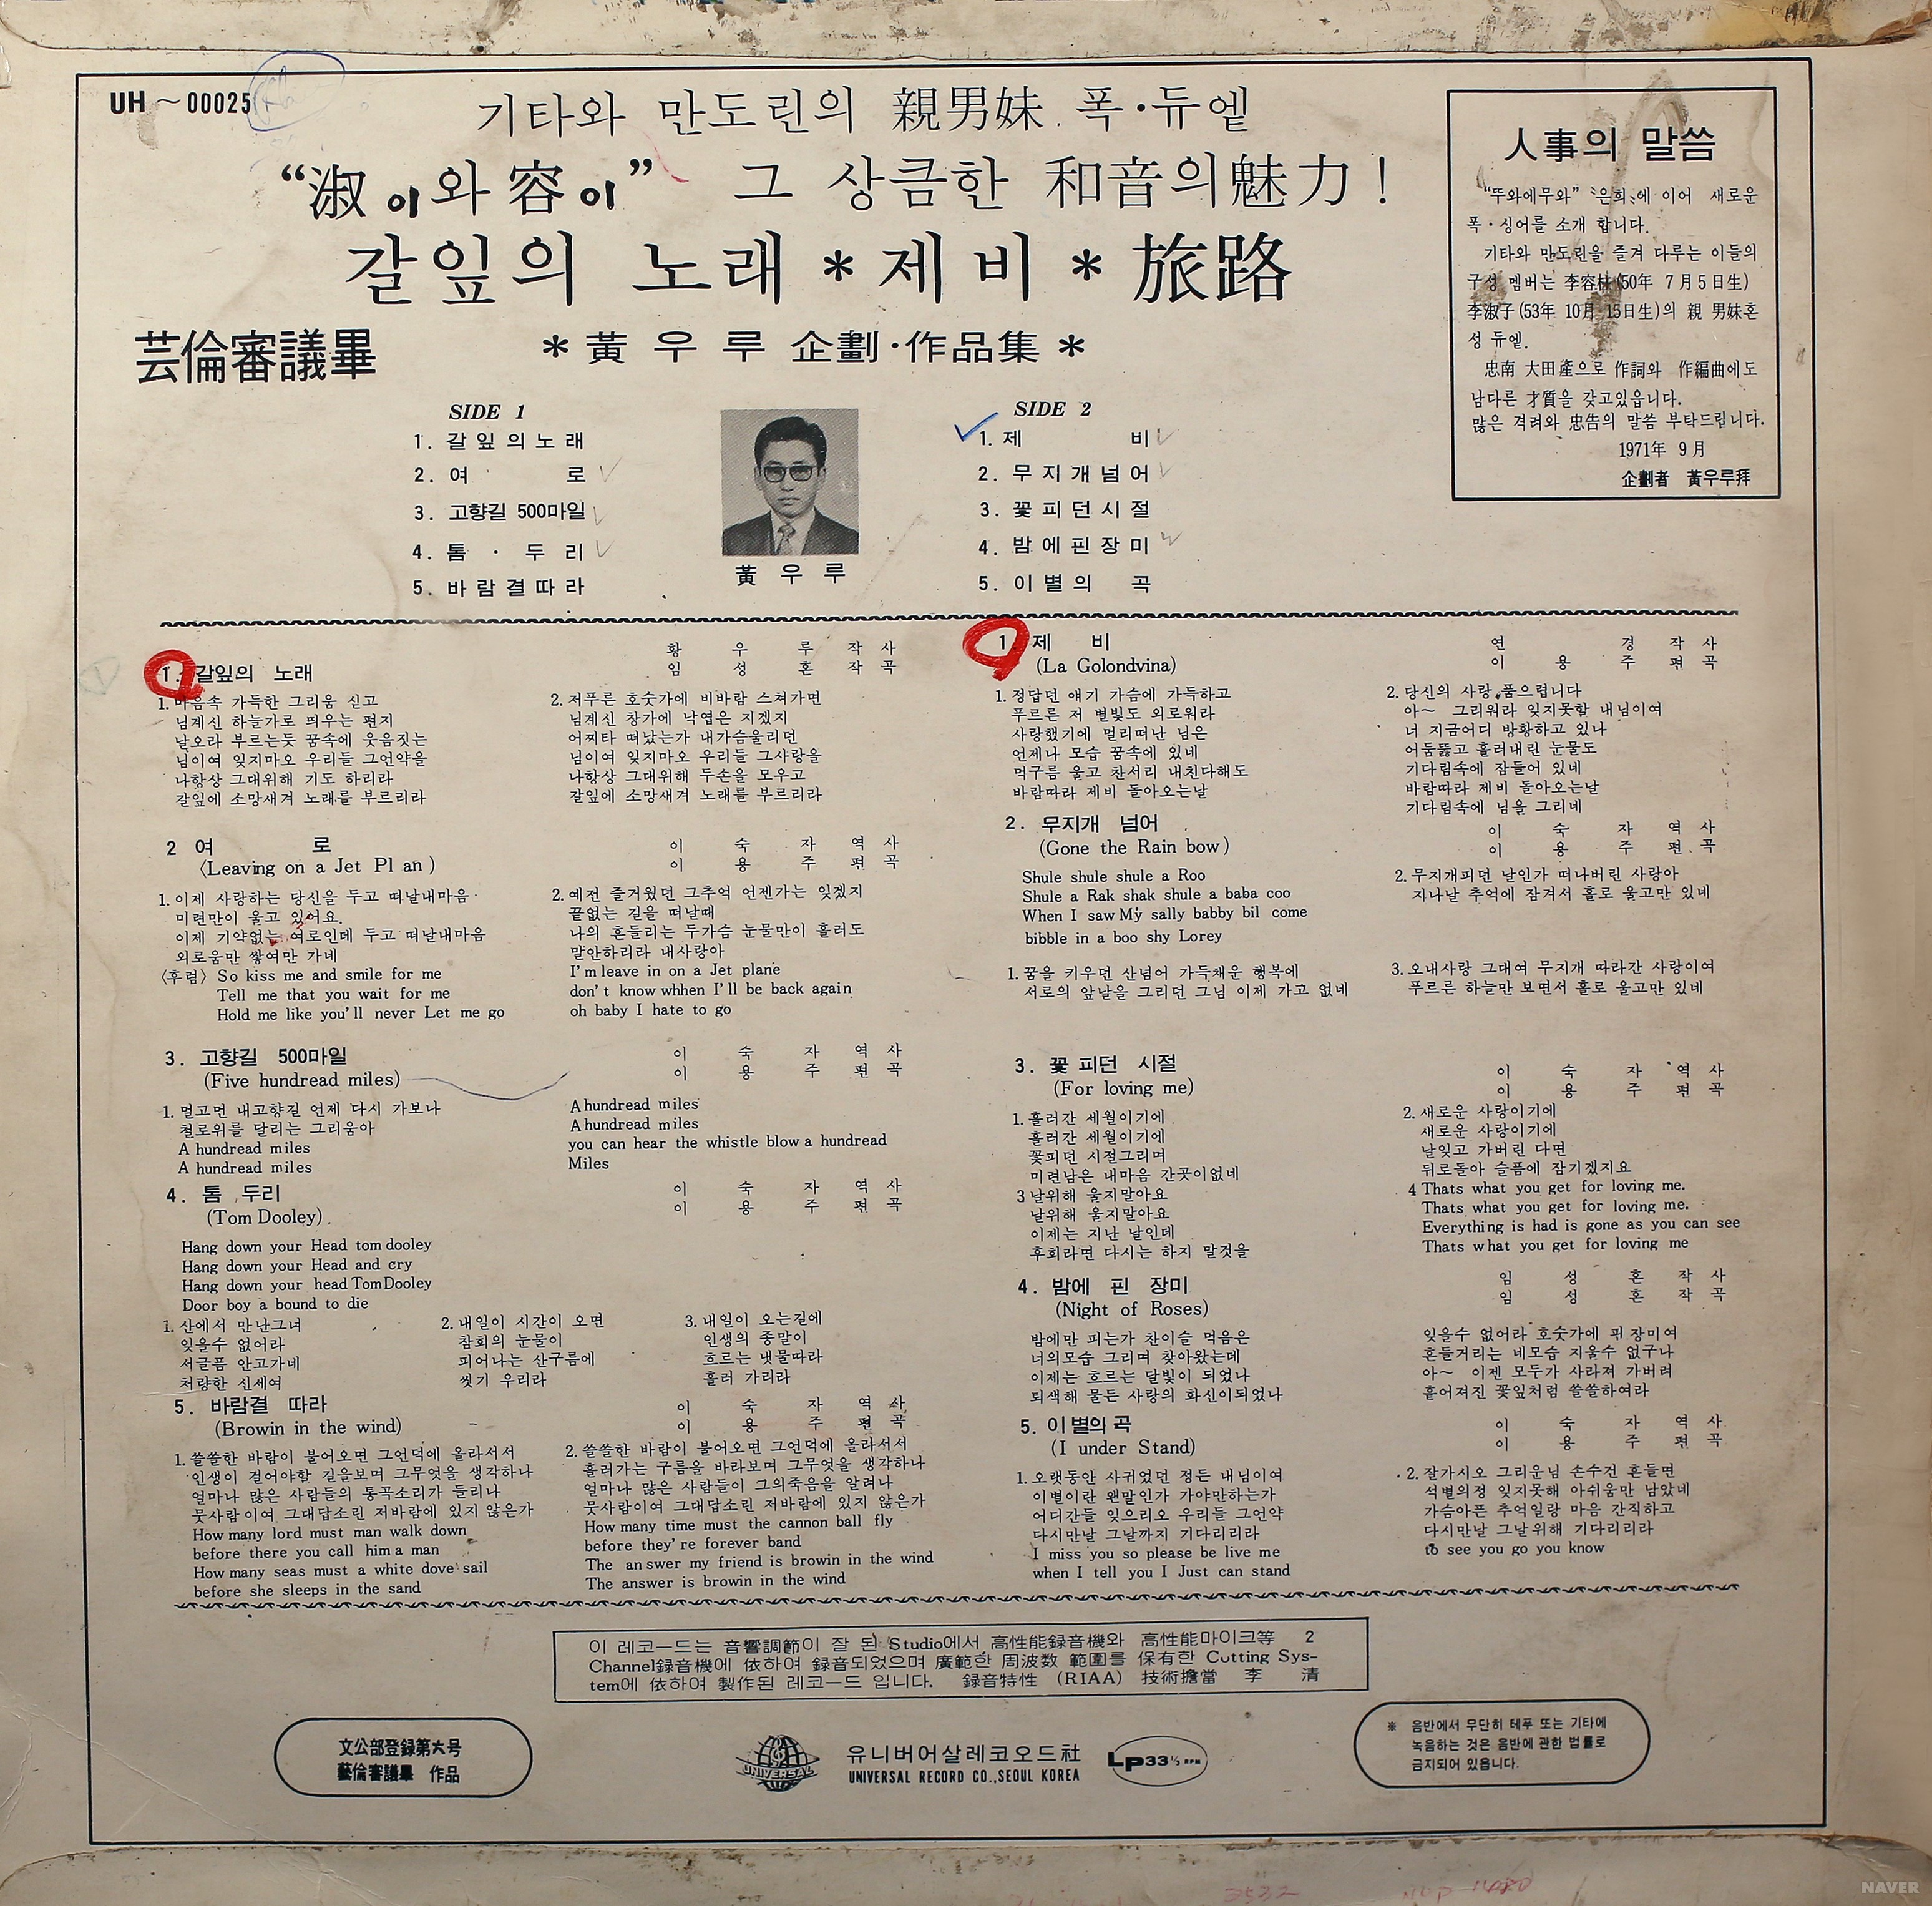 UH ~ 00025
기타와 만도린의 親男妹 폭·듀엩
“淑이와 容이” 그 상큼한 和音의魅力!
갈잎의 노래 * 제비 * 旅路
芸倫審議畢
* 黃우루 企劃·作品集 *
人事의 말씀
“뚜와에무와” 〝은희〟에 이어 새로운
폭·싱어를 소개 합니다.
기타와 만도린을 즐겨 다루는 이들의
구성 멤버는 李容 (50年 7月5日生)
李淑子(53年 10月 15日生)의 親 男妹혼
성 듀엩.
忠南 大田產으로 作詞와 作編曲에도
남다른 才質을 갖고있읍니다.
많은 격려와 忠告의 말씀 부탁드립니다.
1971年 9月
企劃者 黃우루拜
SIDE 1
1. 갈잎의노래
2. 여 로
3. 고향길 500마일
4. 톰 · 두리
5. 바람결따라
黃우루
SIDE 2
1. 제 비
2. 무지개넘어
3. 꽃피던시절
4. 밤에핀장미
5. 이별의 곡
1. 갈잎의 노래
황우루 작사
임성혼 작곡
1. 마음속 가득한 그리움 싣고
님계신 하늘가로 띄우는 편지
날오라 부르는듯 꿈속에 웃음짓는
님이여 잊지마오 우리들 그언약을
나항상 그대위해 기도 하리라
갈잎에 소망새겨 노래를 부르리라
2. 저푸른 호숫가에 비바람 스쳐가면
님계신 창가에 낙엽은 지겠지
어찌타 떠났는가 내가슴울리던
님이여 잊지마오 우리들 그사랑을
나항상 그대위해 두손을 모우고
갈잎에 소망새겨 노래를 부르리라
2 여 로
이숙자 역사
이용주 편곡
(Leaving on a Jet Pl an)
1. 이제 사랑하는 당신을 두고 떠날내마음
미련만이 울고 있어요.
이제 기약없는 여로인데 두고 떠날내마음
외로움만 쌓여만 가네
〈후렴〉 So kiss me and smile for me
Tell me that you wait for me
Hold me like you'll never Let me go
2. 예전 즐거웠던 그추억 언젠가는 잊겠지
끝없는 길을 떠날때
나의 흔들리는 두가슴 눈물만이 흘러도
말안하리라 내사랑아
I'm leave in on a Jet plane
don't know whhen I'll be back again
oh baby I hate to go
3. 고향길 500마일
이숙자 역사
이용주 편곡
(Five hundread miles)
1. 멀고먼 내고향길 언제 다시 가보나
철로위를 달리는 그리움아
A hundread miles
A hundread miles
A hundread miles
A hundread miles
you can hear the whistle blow a hundread
Miles
4. 톰 두리
이숙자 역사
이용주 편곡
(Tom Dooley)
Hang down your Head tom dooley
Hang down your Head and cry
Hang down your head Tom Dooley
Door boy a bound to die
1. 산에서 만난그녀
잊을수 없어라
서글픔 안고가네
처량한 신세여
2. 내일이 시간이 오면
참회의 눈물이
피어나는 산구름에
씻기 우리라
3. 내일이 오는길에
인생의 종말이
흐르는 냇물따라
흘러 가리라
5. 바람결 따라
이숙자 역사
이용주 편곡
(Browin in the wind)
1. 쓸쓸한 바람이 불어오면 그언덕에 올라서서
인생이 걸어야할 길을보며 그무엇을 생각하나
얼마나 많은 사람들의 통곡소리가 들리나
뭇사람이여 그대답소린 저바람에 있지 않은가
How many lord must man walk down
before there you call him a man
How many seas must a white dove sail
before she sleeps in the sand
2. 쓸쓸한 바람이 불어오면 그언덕에 올라서서
흘러가는 구름을 바라보며 그무엇을 생각하나
얼마나 많은 사람들이 그의죽음을 알려나
뭇사람이여 그대답소린 저바람에 있지 않은가
How many time must the cannon ball fly
before they're forever band
The an swer my friend is browin in the wind
The answer is browin in the wind
1 제 비
연경 작사
이용주 편곡
(La Golondvina)
1. 정답던 얘기 가슴에 가득하고
푸르른 저 별빛도 외로워라
사랑했기에 멀리떠난 님은
언제나 모습 꿈속에 있네
먹구름 울고 찬서리 내친다해도
바람따라 제비 돌아오는날
2. 당신의 사랑 품으렵니다
아~ 그리워라 잊지못할 내님이여
너 지금어디 방황하고 있나
어둠뚫고 흘러내린 눈물도
기다림속에 잠들어 있네
바람따라 제비 돌아오는날
기다림속에 님을 그리네
2. 무지개 넘어
이숙자 역사
이용주 편곡
(Gone the Rain bow)
Shule shule shule a Roo
Shule a Rak shak shule a baba coo
When I saw My sally babby bil come
bibble in a boo shy Lorey
1. 꿈을 키우던 산넘어 가득채운 행복에
서로의 앞날을 그리던 그님 이제 가고 없네
2. 무지개피던 날인가 떠나버린 사랑아
지나날 추억에 잠겨서 홀로 울고만 있네
3. 오내사랑 그대여 무지개 따라간 사랑이여
푸르른 하늘만 보면서 홀로 울고만 있네
3. 꽃 피던 시절
이숙자 역사
이용주 편곡
(For loving me)
1. 흘러간 세월이기에
흘러간 세월이기에
꽃피던 시절그리며
미련남은 내마음 간곳이없네
3 날위해 울지말아요
날위해 울지말아요
이제는 지난 날인데
후회라면 다시는 하지 말것을
2. 새로운 사랑이기에
새로운 사랑이기에
날잊고 가버린 다면
뒤로돌아 슬픔에 잠기겠지요
4 Thats what you get for loving me.
Thats what you get for loving me.
Everything is had is gone as you can see
Thats what you get for loving me
4. 밤에 핀 장미
임성혼 작사
임성혼 작곡
(Night of Roses)
밤에만 피는가 찬이슬 먹음은
너의모습 그리며 찾아왔는데
이제는 흐르는 달빛이 되었나
퇴색해 물든 사랑의 화신이되었나
잊을수 없어라 호숫가에 핀 장미여
흔들거리는 네모습 지울수 없구나
아~ 이젠 모두가 사라져 가버려
흩어져진 꽃잎처럼 쓸쓸하여라
5. 이별의 곡
이숙자 역사
이용주 편곡
(I under Stand)
1. 오랫동안 사귀었던 정든 내님이여
이별이란 왠말인가 가야만하는가
어디간들 잊으리오 우리들 그언약
다시만날 그날까지 기다리리라
I miss you so please be live me
when I tell you I Just can stand
2. 잘가시오 그리운님 손수건 흔들면
석별의정 잊지못해 아쉬움만 남았네
가슴아픈 추억일랑 마음 간직하고
다시만날 그날위해 기다리리라
to see you go you know
이 레코ー드는 音響調節이 잘 된 Studio에서 高性能録音機와 高性能마이크等 2
Channel録音機에 依하여 録音되었으며 廣範한 周波数 範圍를 保有한 Cutting Sys-
tem에 依하여 製作된 레코ー드 입니다. 録音特性 (RIAA) 技術擔當 李 清
文公部登録第六号
藝倫審議畢 作品
UNIVERSAL
유니버어살레코오드社
UNIVERSAL RECORD CO.,SEOUL KOREA
LP33⅓ RPM
※ 음반에서 무단히 테푸 또는 기타에
녹음하는 것은 음반에 관한 법률로
금지되어 있읍니다.
3532
NAVER